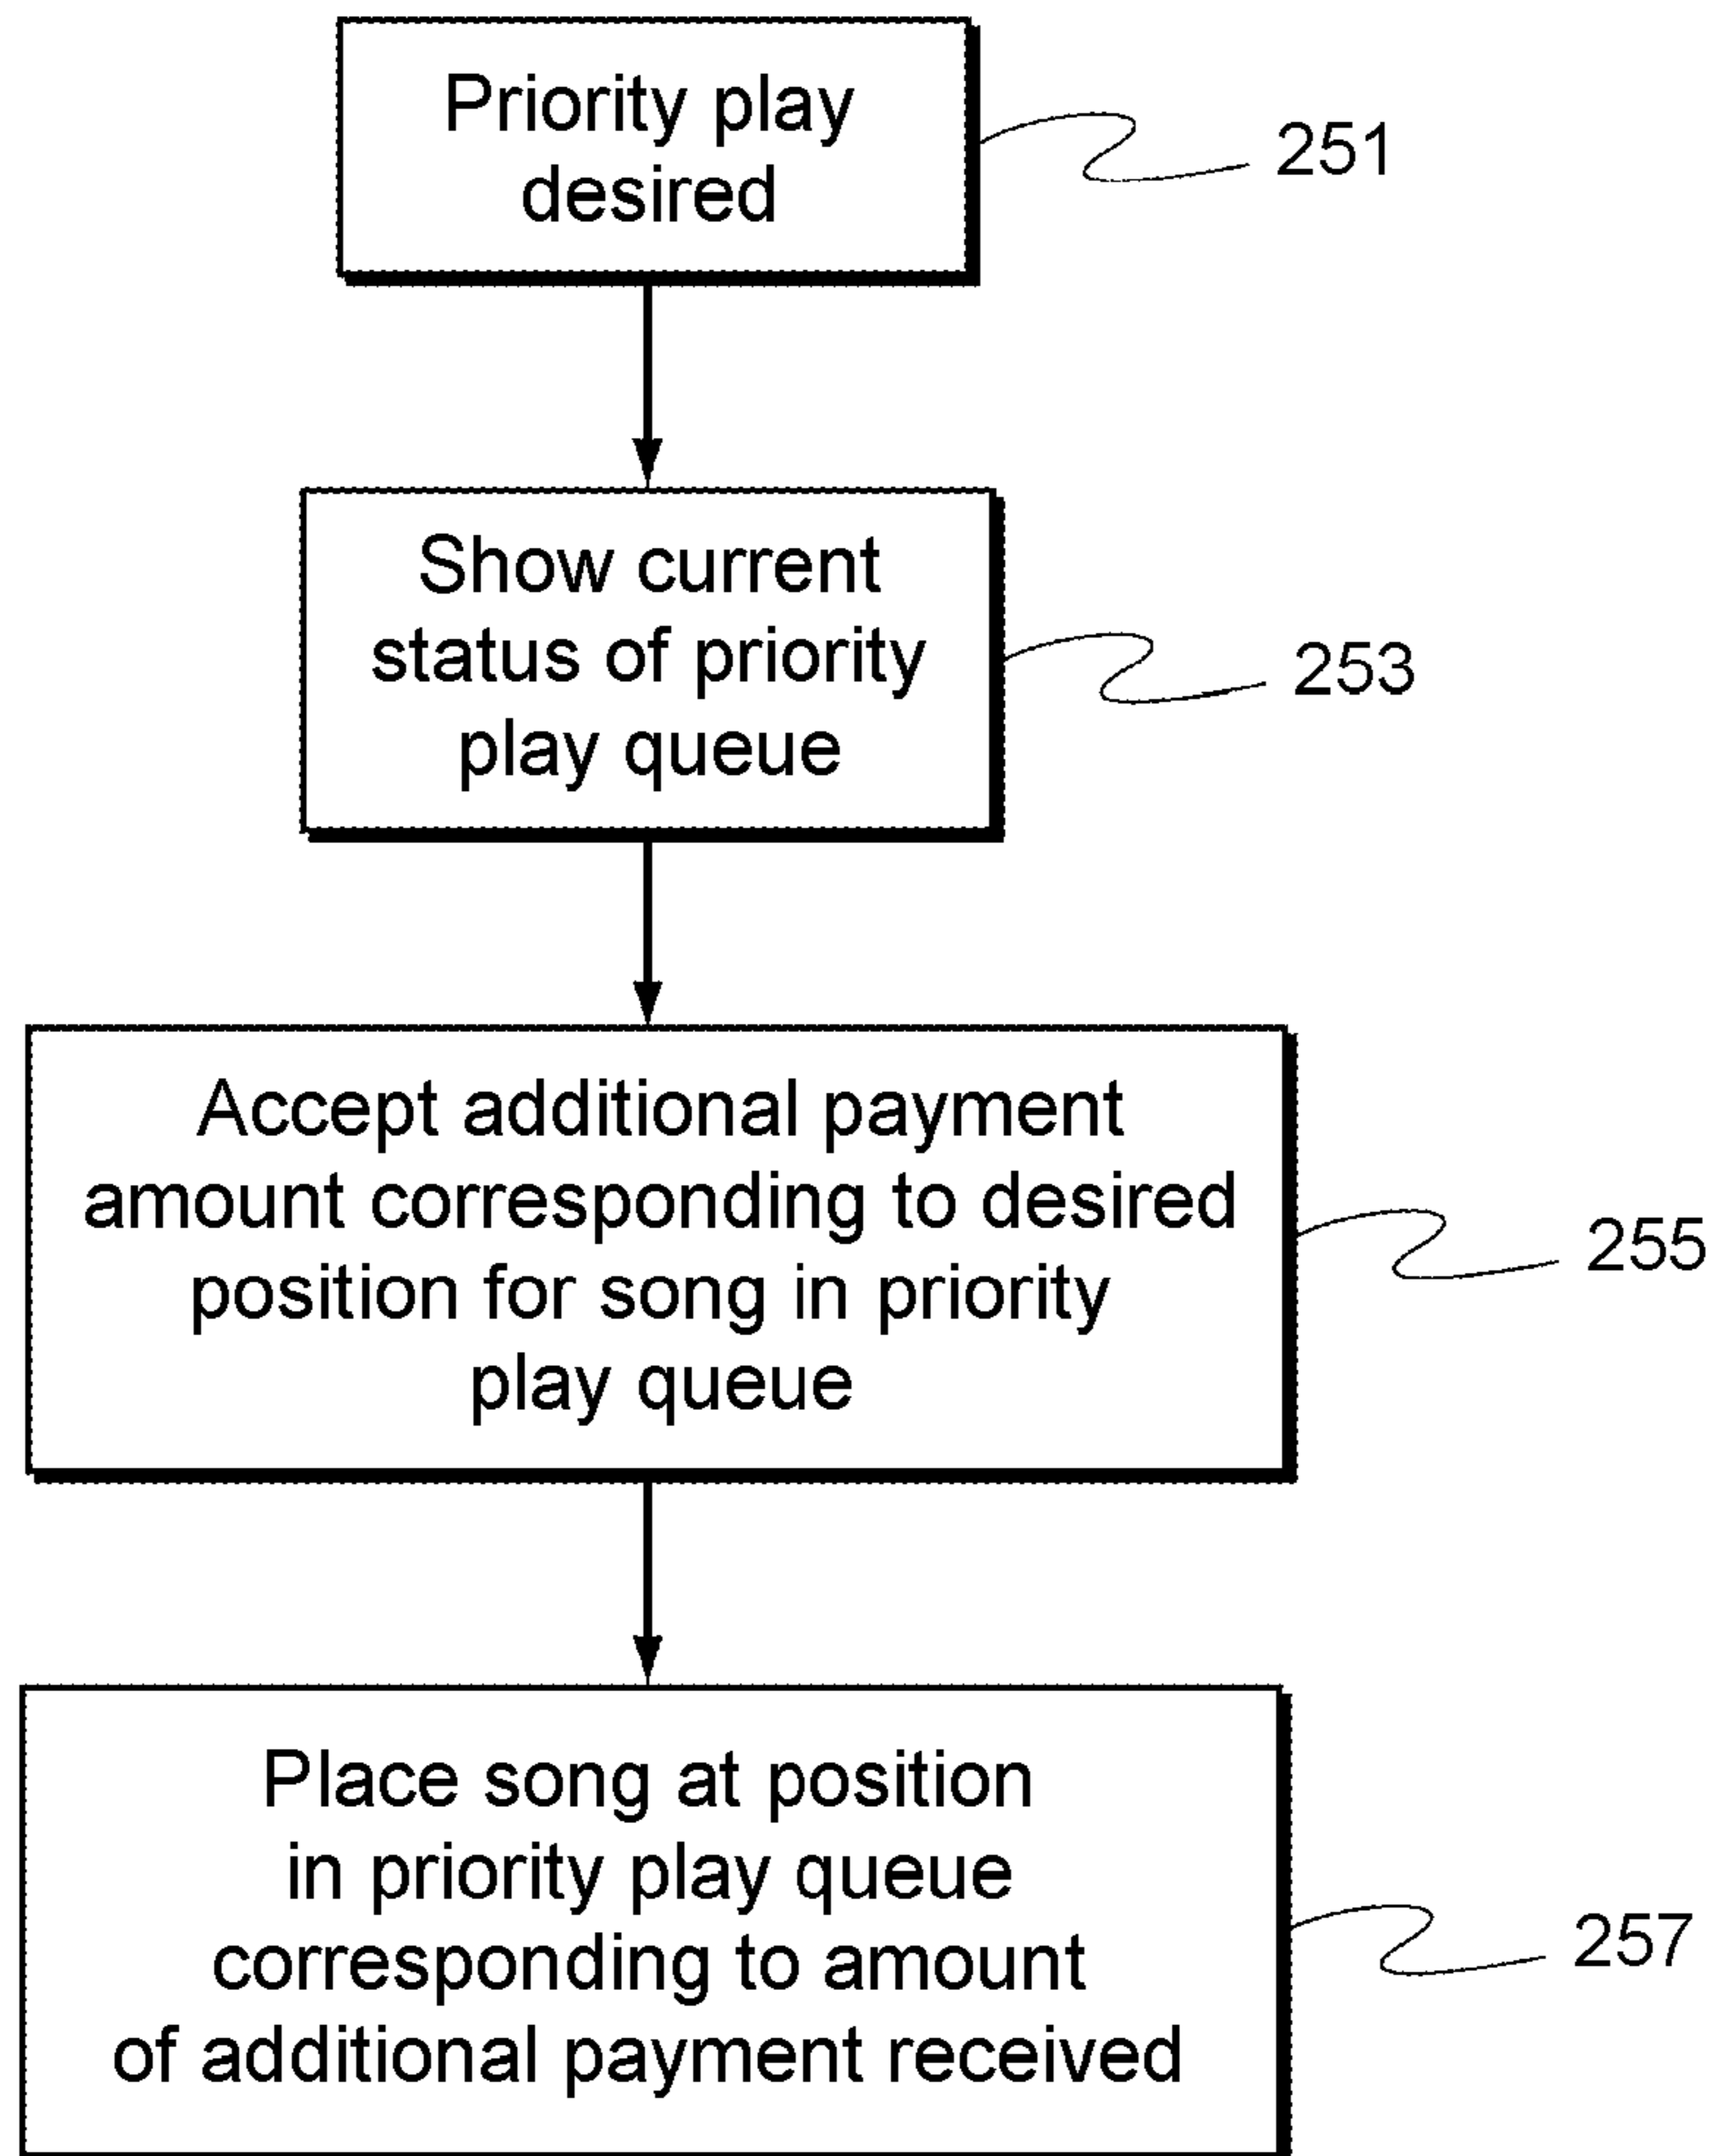 Priority play
desired
251
Show current
status of priority
play queue
253
Accept additional payment
amount corresponding to desired
position for song in priority
play queue
255
Place song at position
in priority play queue
corresponding to amount
of additional payment received
257